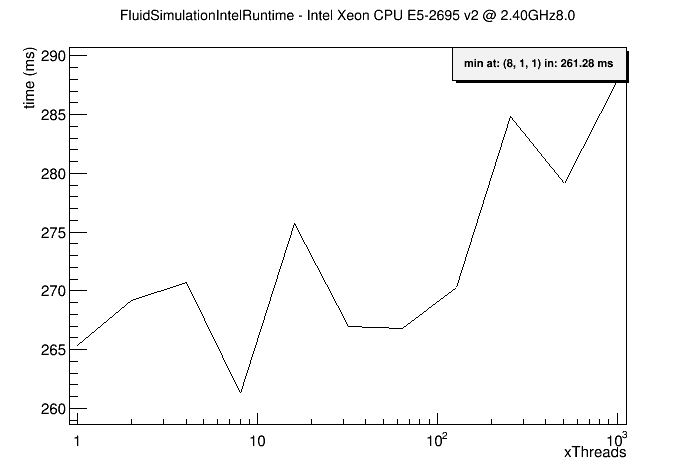 FluidSimulationIntelRuntime - Intel Xeon CPU E5-2695 v2 @ 2.40GHz8.0
time (ms)
min at: (8, 1, 1) in: 261.28 ms
290
285
280
275
270
265
260
1 10 10² 10³
xThreads